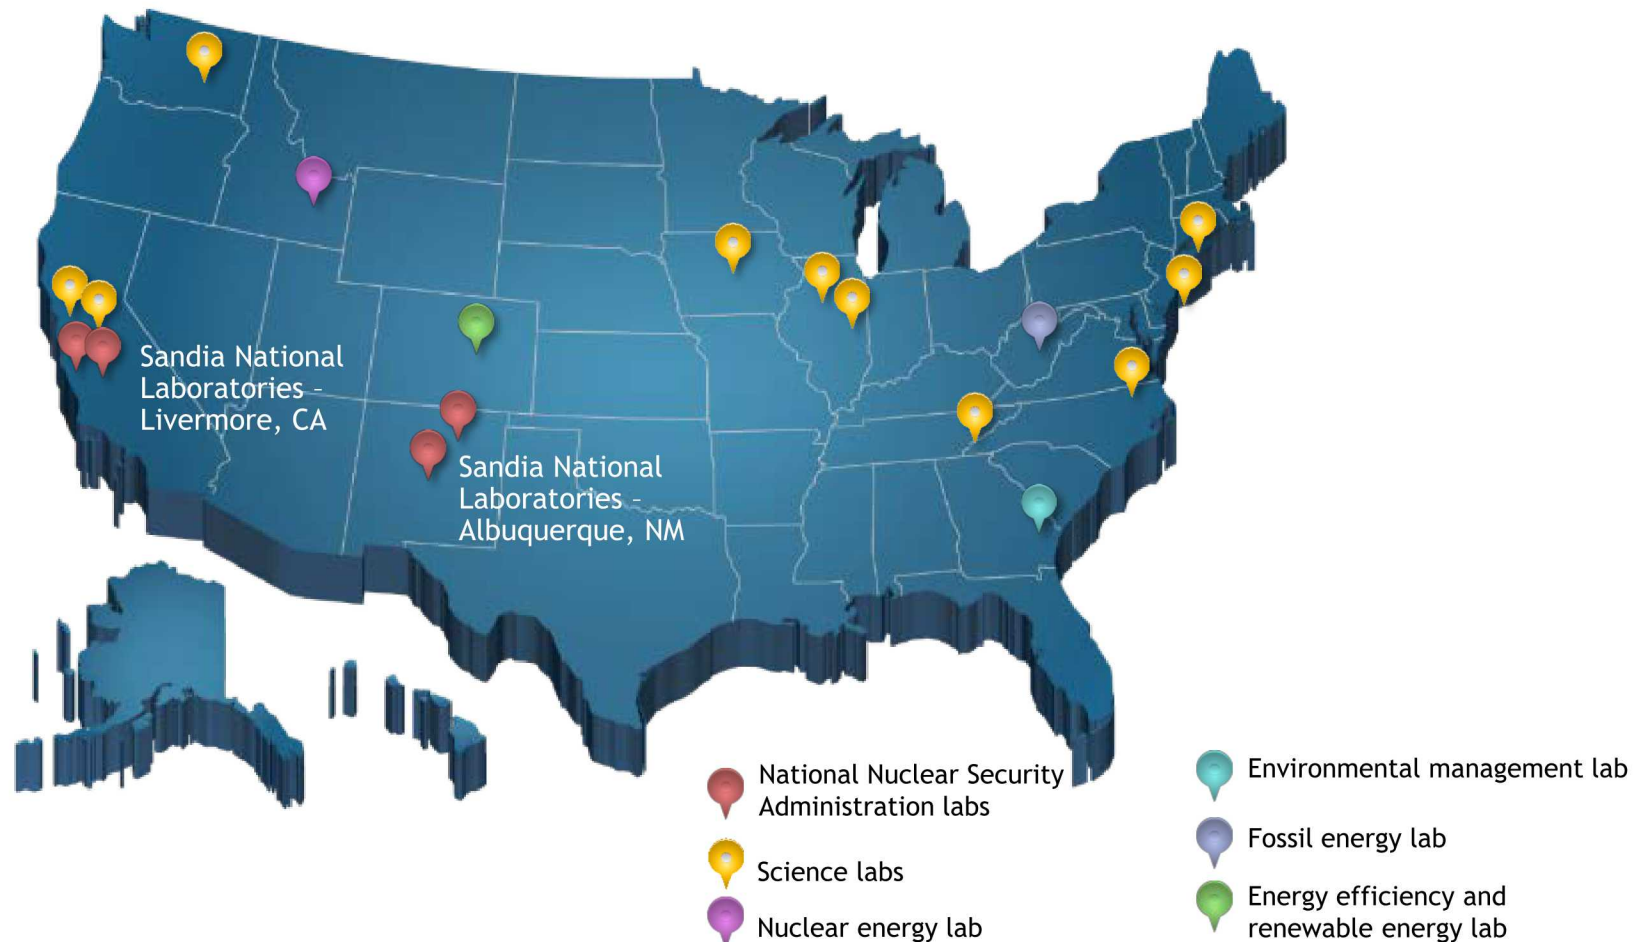 Sandia National
Laboratories –
Livermore, CA
Sandia National
Laboratories –
Albuquerque, NM
National Nuclear Security
Administration labs
Science labs
Nuclear energy lab
Environmental management lab
Fossil energy lab
Energy efficiency and
renewable energy lab